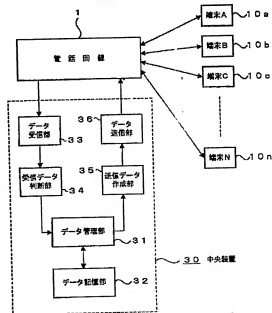 1
電話回線
端末A
10a
端末B
10b
端末C
10c
端末N
10n
データ
受信部
33
36
データ
送信部
受信データ
判断部
34
35
送信データ
作成部
データ管理部
31
データ記憶部
32
30 中央装置